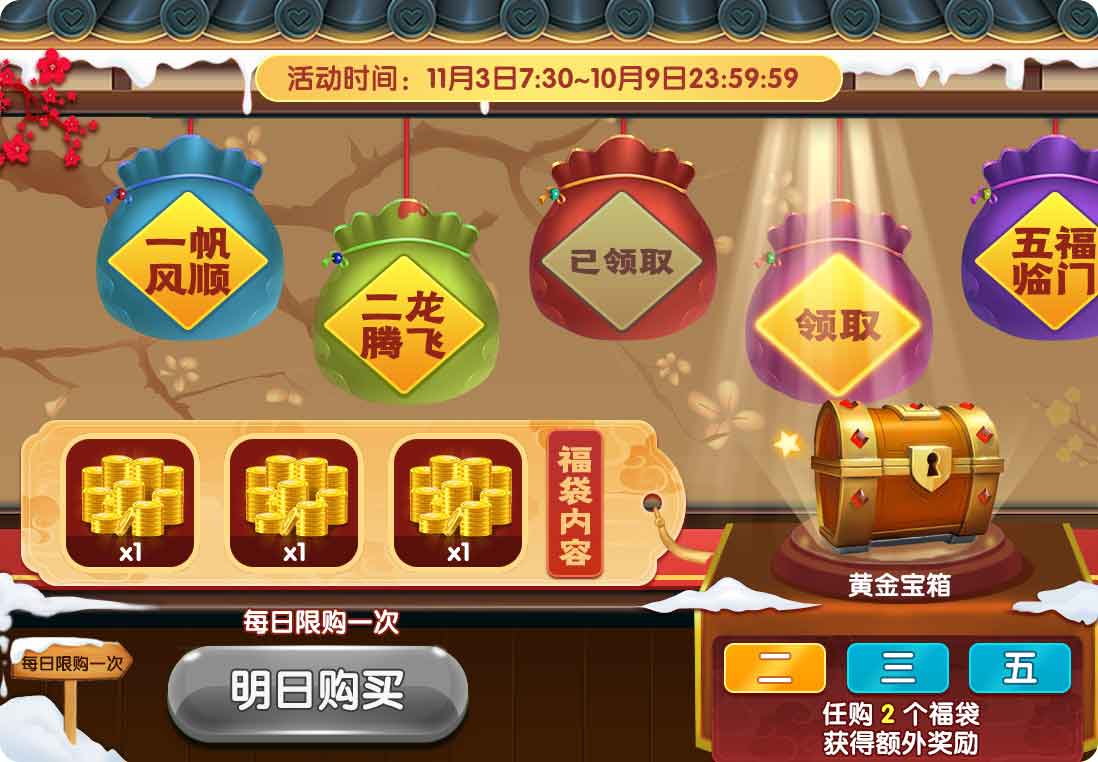 活动时间：11月3日7:30~10月9日23:59:59
一帆
风顺
二龙
腾飞
已领取
领取
五福
临门
x1
x1
x1
福袋内容
黄金宝箱
每日限购一次
每日限购一次
明日购买
二
三
五
任购 2 个福袋
获得额外奖励